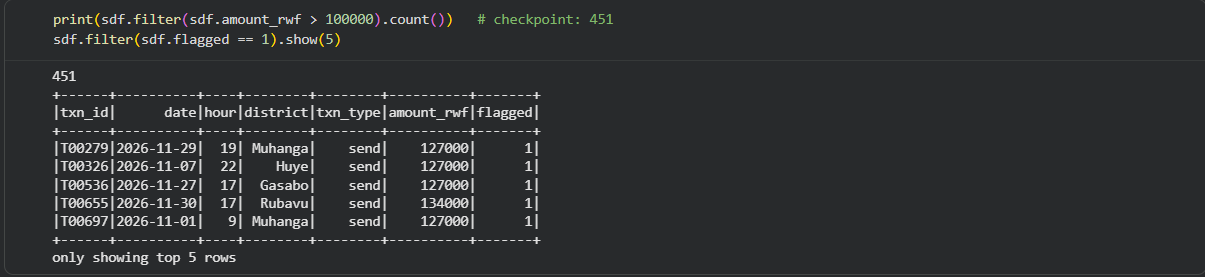 print(sdf.filter(sdf.amount_rwf > 100000).count())   # checkpoint: 451
sdf.filter(sdf.flagged == 1).show(5)
451
+------+----------+----+--------+--------+----------+-------+
|txn_id|      date|hour|district|txn_type|amount_rwf|flagged|
+------+----------+----+--------+--------+----------+-------+
|T00279|2026-11-29|  19| Muhanga|    send|    127000|      1|
|T00326|2026-11-07|  22|    Huye|    send|    127000|      1|
|T00536|2026-11-27|  17|  Gasabo|    send|    127000|      1|
|T00655|2026-11-30|  17|  Rubavu|    send|    134000|      1|
|T00697|2026-11-01|   9| Muhanga|    send|    127000|      1|
+------+----------+----+--------+--------+----------+-------+
only showing top 5 rows